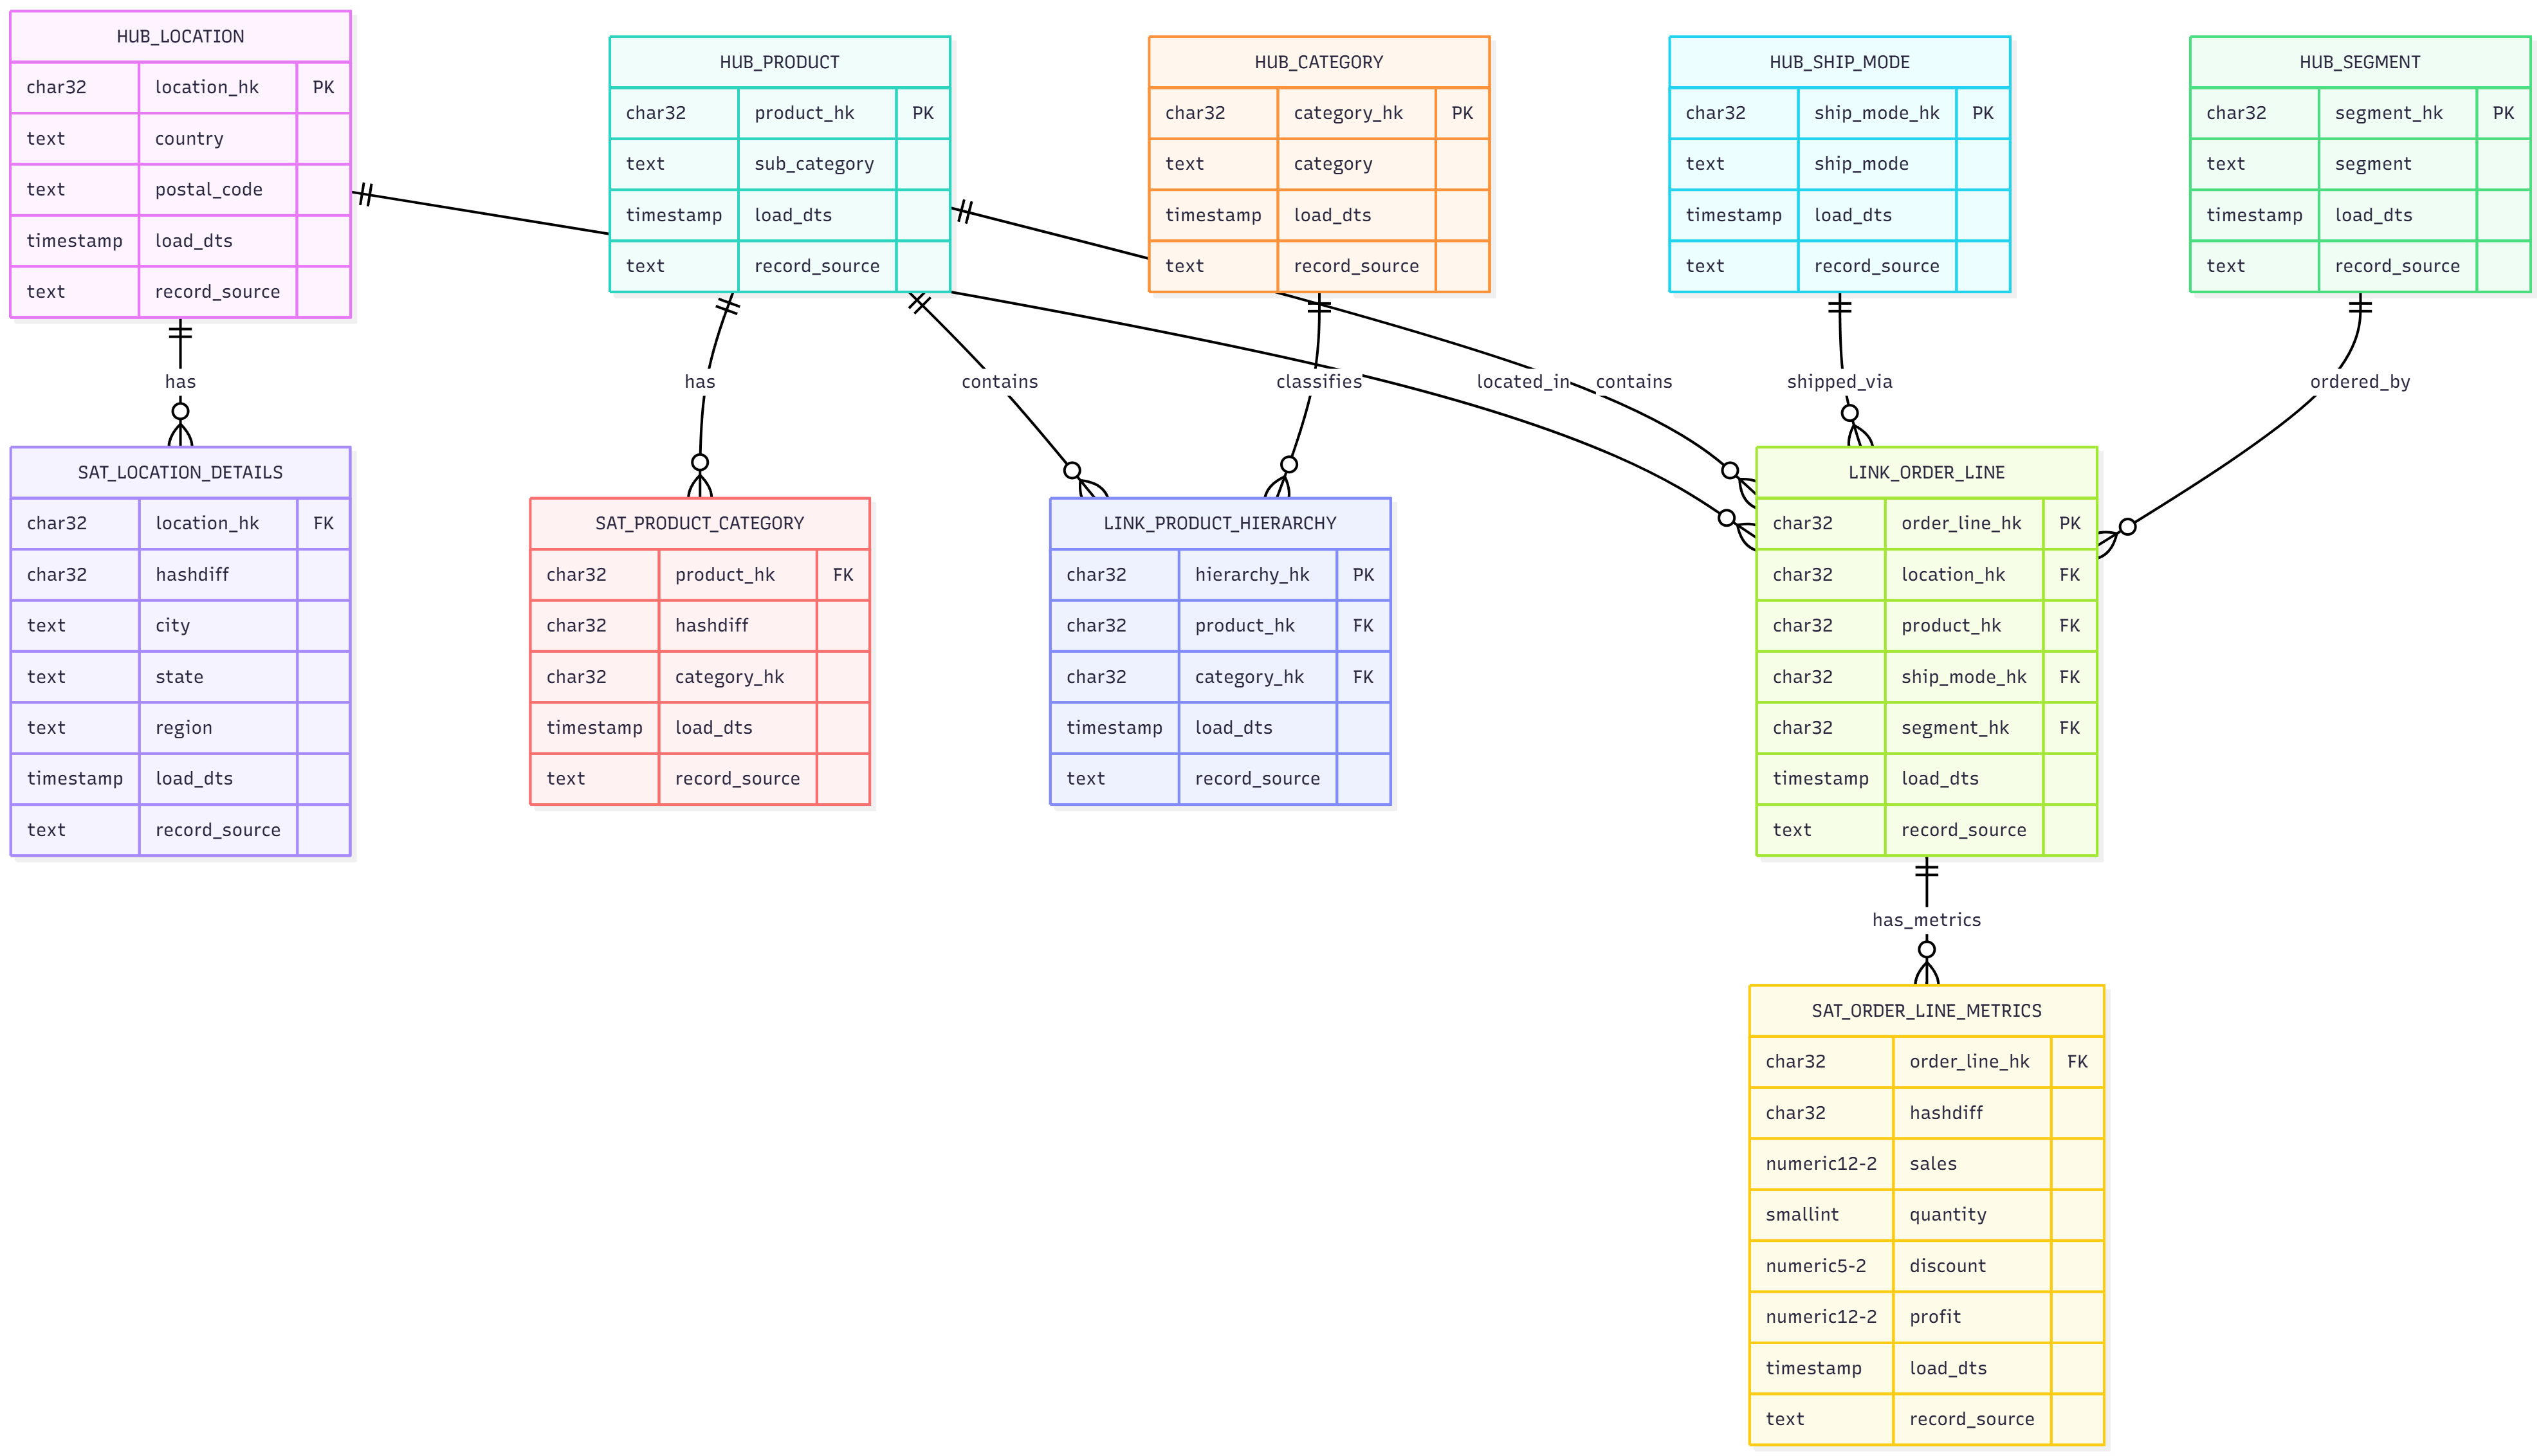 HUB_LOCATION
char32 location_hk PK
text country
text postal_code
timestamp load_dts
text record_source
HUB_PRODUCT
char32 product_hk PK
text sub_category
timestamp load_dts
text record_source
HUB_CATEGORY
char32 category_hk PK
text category
timestamp load_dts
text record_source
HUB_SHIP_MODE
char32 ship_mode_hk PK
text ship_mode
timestamp load_dts
text record_source
HUB_SEGMENT
char32 segment_hk PK
text segment
timestamp load_dts
text record_source
has
has
contains
classifies
located_in
contains
shipped_via
ordered_by
SAT_LOCATION_DETAILS
char32 location_hk FK
char32 hashdiff
text city
text state
text region
timestamp load_dts
text record_source
SAT_PRODUCT_CATEGORY
char32 product_hk FK
char32 hashdiff
char32 category_hk
timestamp load_dts
text record_source
LINK_PRODUCT_HIERARCHY
char32 hierarchy_hk PK
char32 product_hk FK
char32 category_hk FK
timestamp load_dts
text record_source
LINK_ORDER_LINE
char32 order_line_hk PK
char32 location_hk FK
char32 product_hk FK
char32 ship_mode_hk FK
char32 segment_hk FK
timestamp load_dts
text record_source
has_metrics
SAT_ORDER_LINE_METRICS
char32 order_line_hk FK
char32 hashdiff
numeric12-2 sales
smallint quantity
numeric5-2 discount
numeric12-2 profit
timestamp load_dts
text record_source